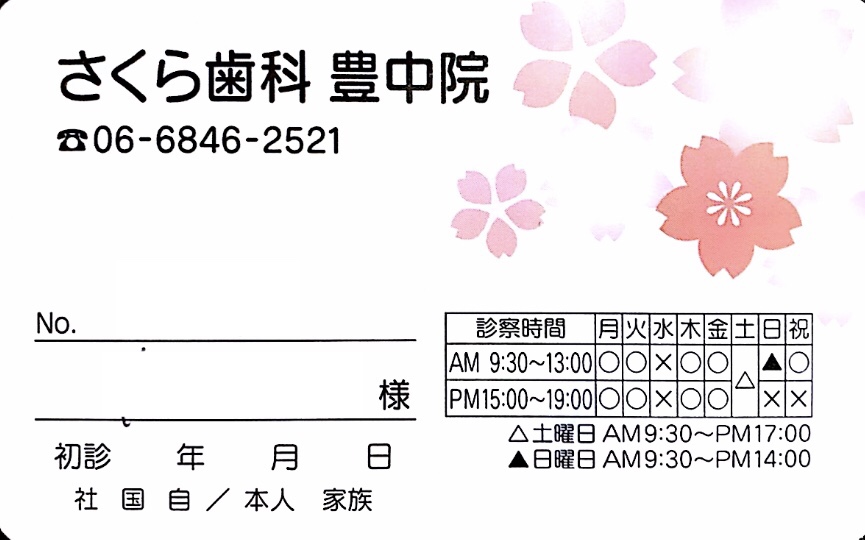 さくら歯科 豊中院
☎06-6846-2521
No.
様
初診 年 月 日
社 国 自 ／ 本人 家族
診察時間 月 火 水 木 金 土 日 祝
AM 9:30～13:00 ○ ○ × ○ ○ △ ▲ ○
PM15:00～19:00 ○ ○ × ○ ○ × ×
△土曜日 AM9:30～PM17:00
▲日曜日 AM9:30～PM14:00